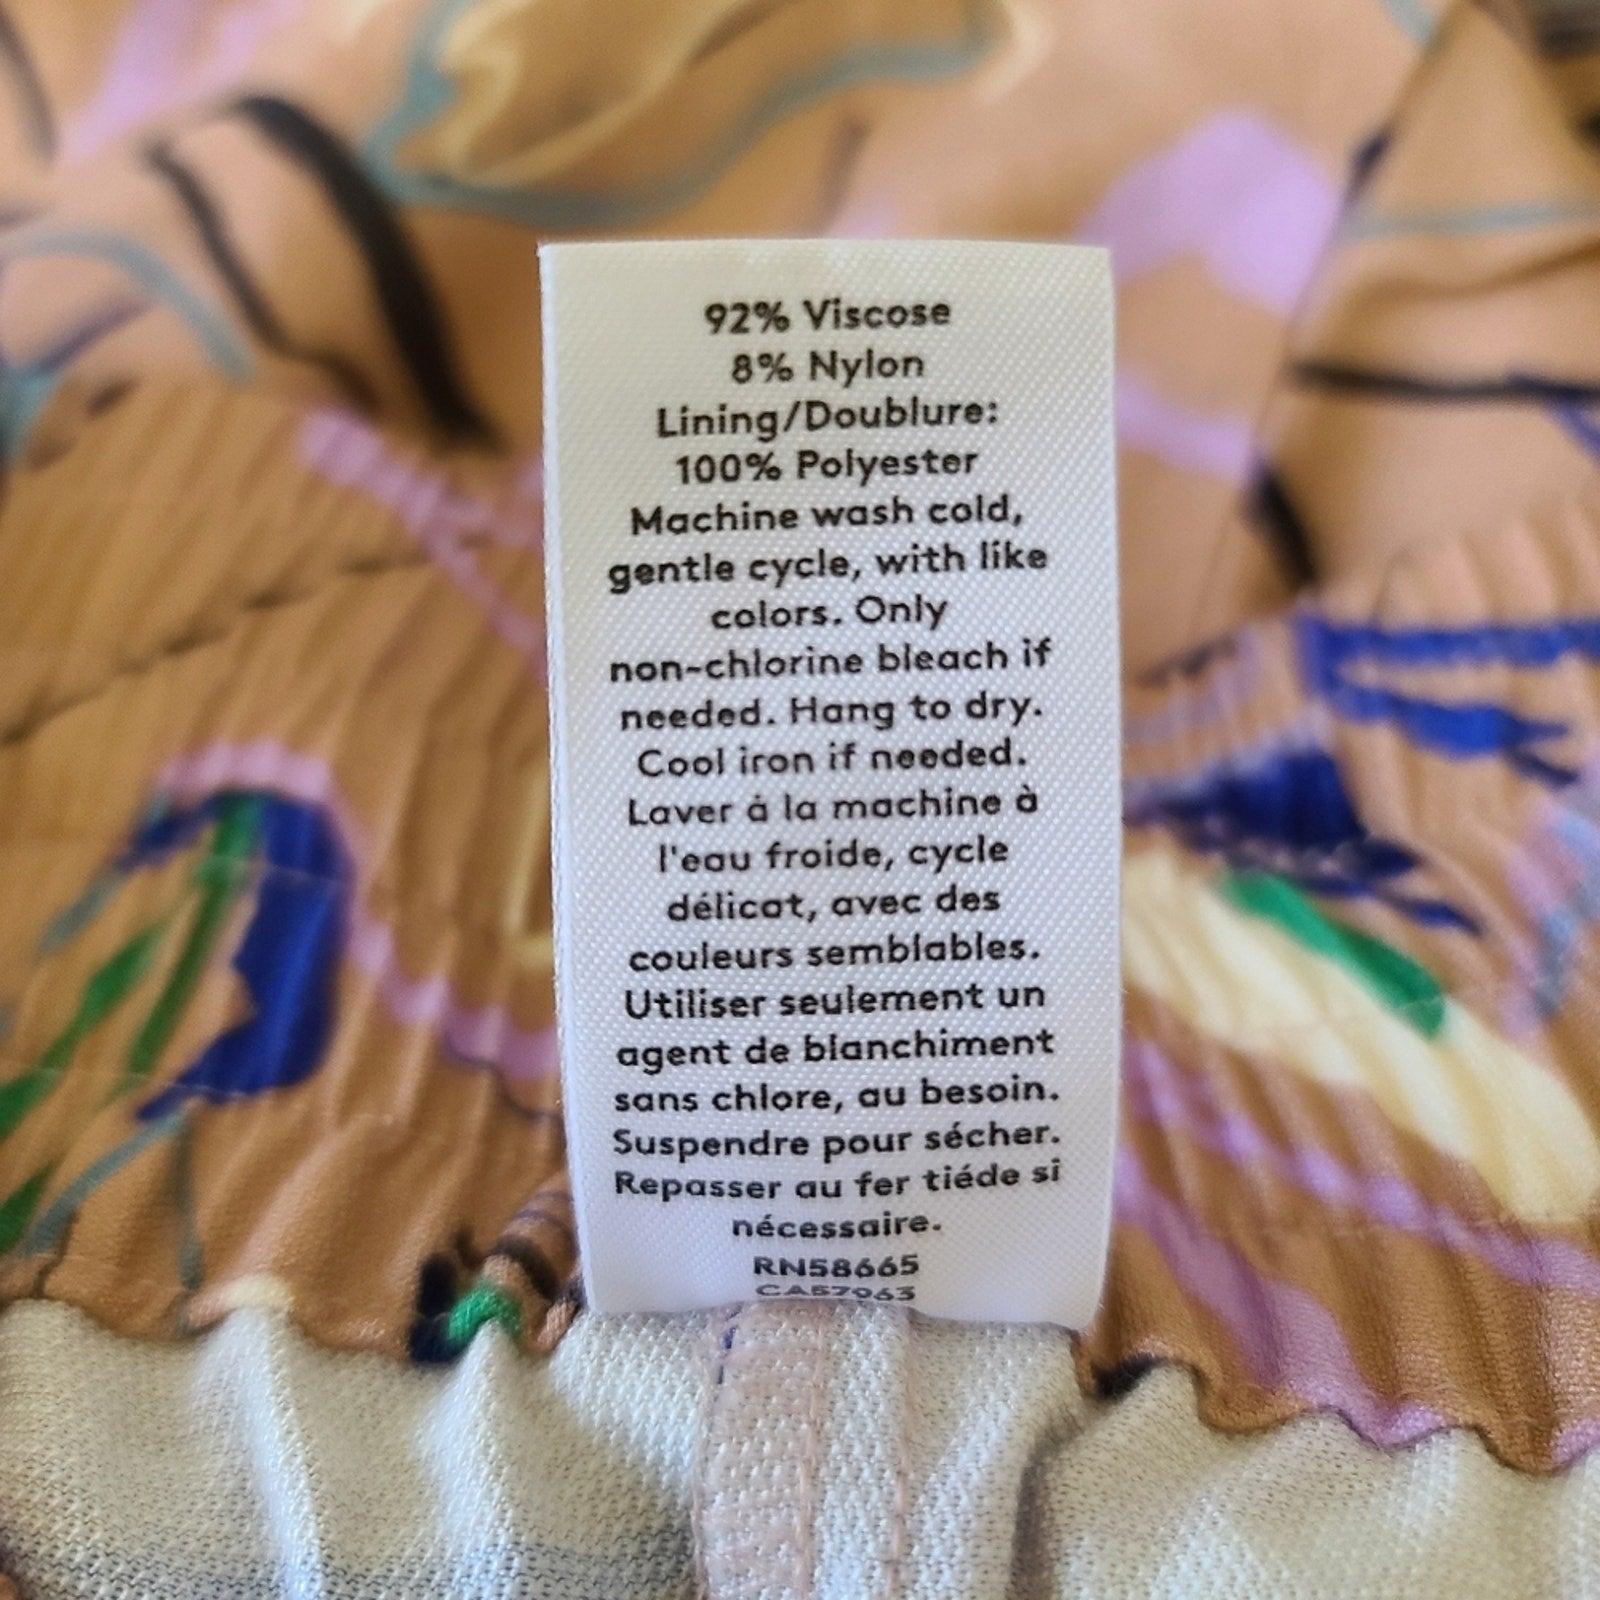 92% Viscose
8% Nylon
Lining/Doublure:
100% Polyester
Machine wash cold,
gentle cycle, with like
colors. Only
non-chlorine bleach if
needed. Hang to dry.
Cool iron if needed.
Laver à la machine à
l'eau froide, cycle
délicat, avec des
couleurs semblables.
Utiliser seulement un
agent de blanchiment
sans chlore, au besoin.
Suspendre pour sécher.
Repasser au fer tiéde si
nécessaire.
RN58665
CA57963